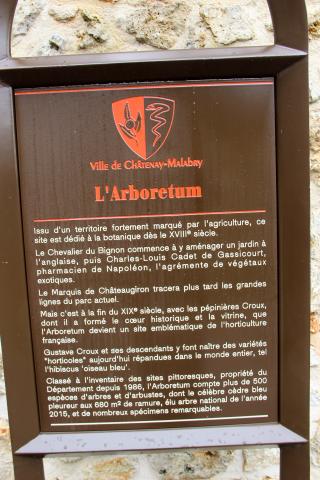 Ville de Châtenay-Malabry
L'Arboretum
Issu d'un territoire fortement marqué par l'agriculture, ce
site est dédié à la botanique dès le XVIIIe siècle.
Le Chevalier du Bignon commence à y aménager un jardin à
l'anglaise, puis Charles-Louis Cadet de Gassicourt,
pharmacien de Napoléon, l'agrémente de végétaux
exotiques.
Le Marquis de Châteaugiron tracera plus tard les grandes
lignes du parc actuel.
Mais c'est à la fin du XIXe siècle, avec les pépinières Croux,
dont il a formé le cœur historique et la vitrine, que
l'Arboretum devient un site emblématique de l'horticulture
française.
Gustave Croux et ses descendants y font naître des variétés
"horticoles" aujourd'hui répandues dans le monde entier, tel
l'hibiscus 'oiseau bleu'.
Classé à l'inventaire des sites pittoresques, propriété du
Département depuis 1986, l'Arboretum compte plus de 500
espèces d'arbres et d'arbustes, dont le célèbre cèdre bleu
pleureur aux 680 m² de ramure, élu arbre national de l'année
2015, et de nombreux spécimens remarquables.